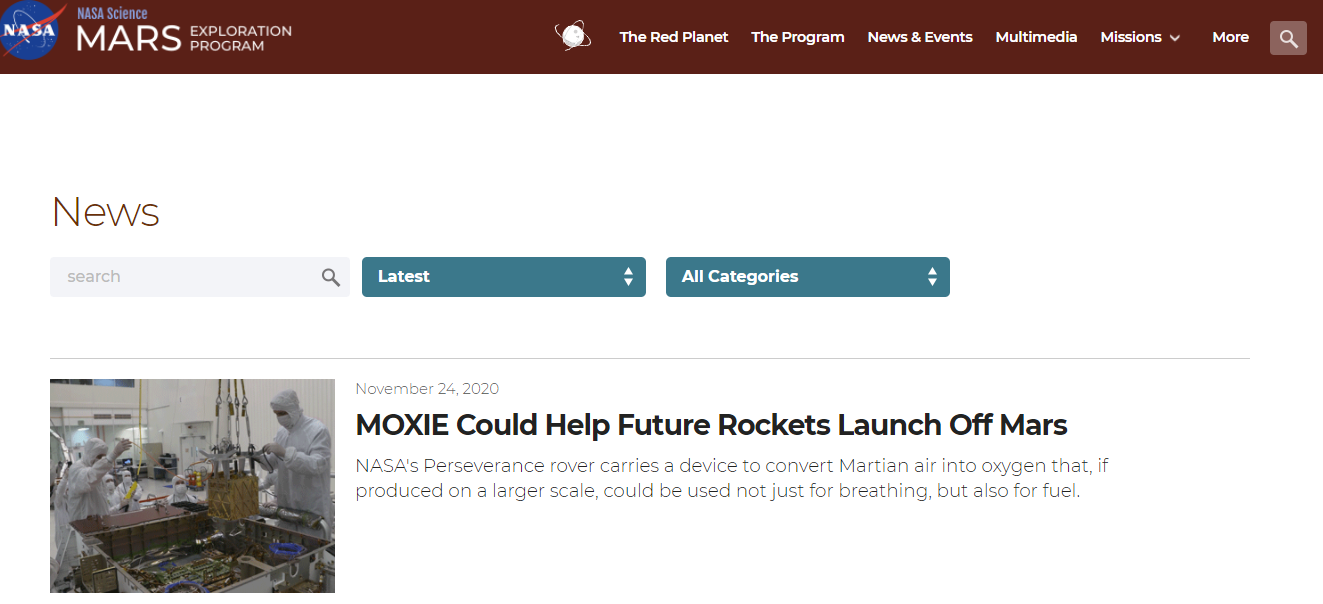 NASA
NASA Science
MARS EXPLORATION PROGRAM
The Red Planet
The Program
News & Events
Multimedia
Missions
More
News
search
Latest
All Categories
November 24, 2020
MOXIE Could Help Future Rockets Launch Off Mars
NASA's Perseverance rover carries a device to convert Martian air into oxygen that, if
produced on a larger scale, could be used not just for breathing, but also for fuel.